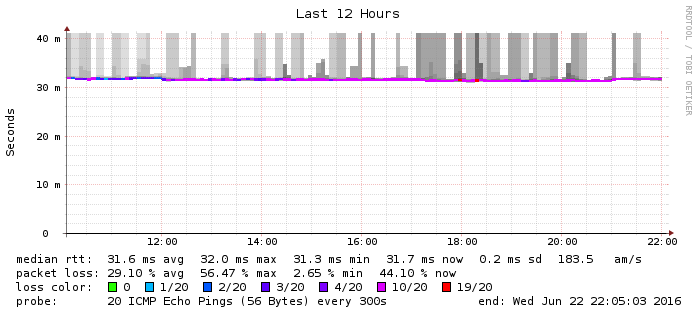 Last 12 Hours
RRDTOOL / TOBI OETIKER
Seconds
40 m
30 m
20 m
10 m
0
12:00 14:00 16:00 18:00 20:00 22:00
median rtt: 31.6 ms avg 32.0 ms max 31.3 ms min 31.7 ms now 0.2 ms sd 183.5 am/s
packet loss: 29.10 % avg 56.47 % max 2.65 % min 44.10 % now
loss color: 0 1/20 2/20 3/20 4/20 10/20 19/20
probe: 20 ICMP Echo Pings (56 Bytes) every 300s end: Wed Jun 22 22:05:03 2016